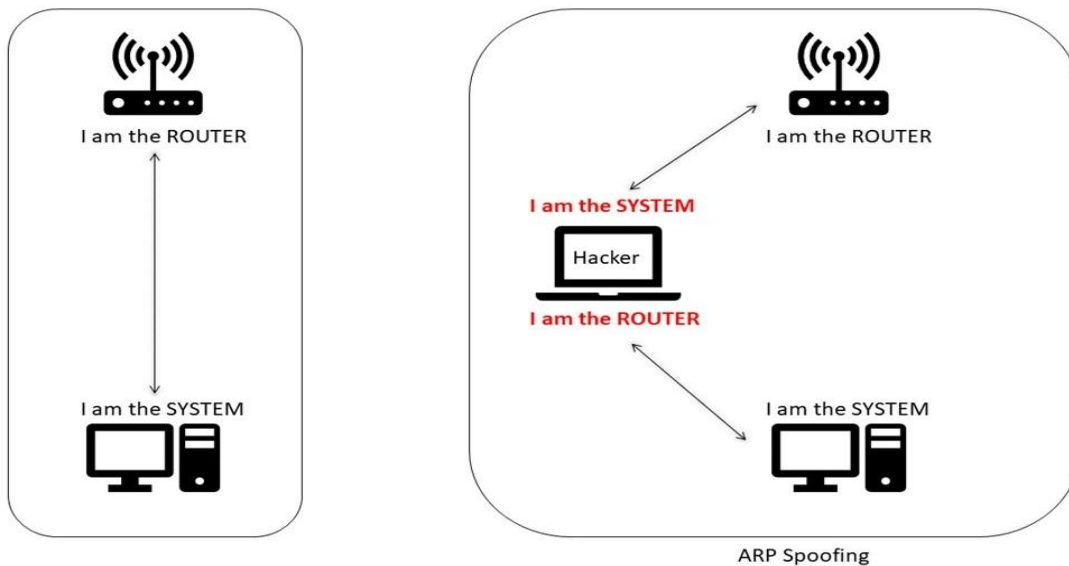 I am the ROUTER
I am the SYSTEM
I am the ROUTER
I am the SYSTEM
Hacker
I am the ROUTER
I am the SYSTEM
ARP Spoofing